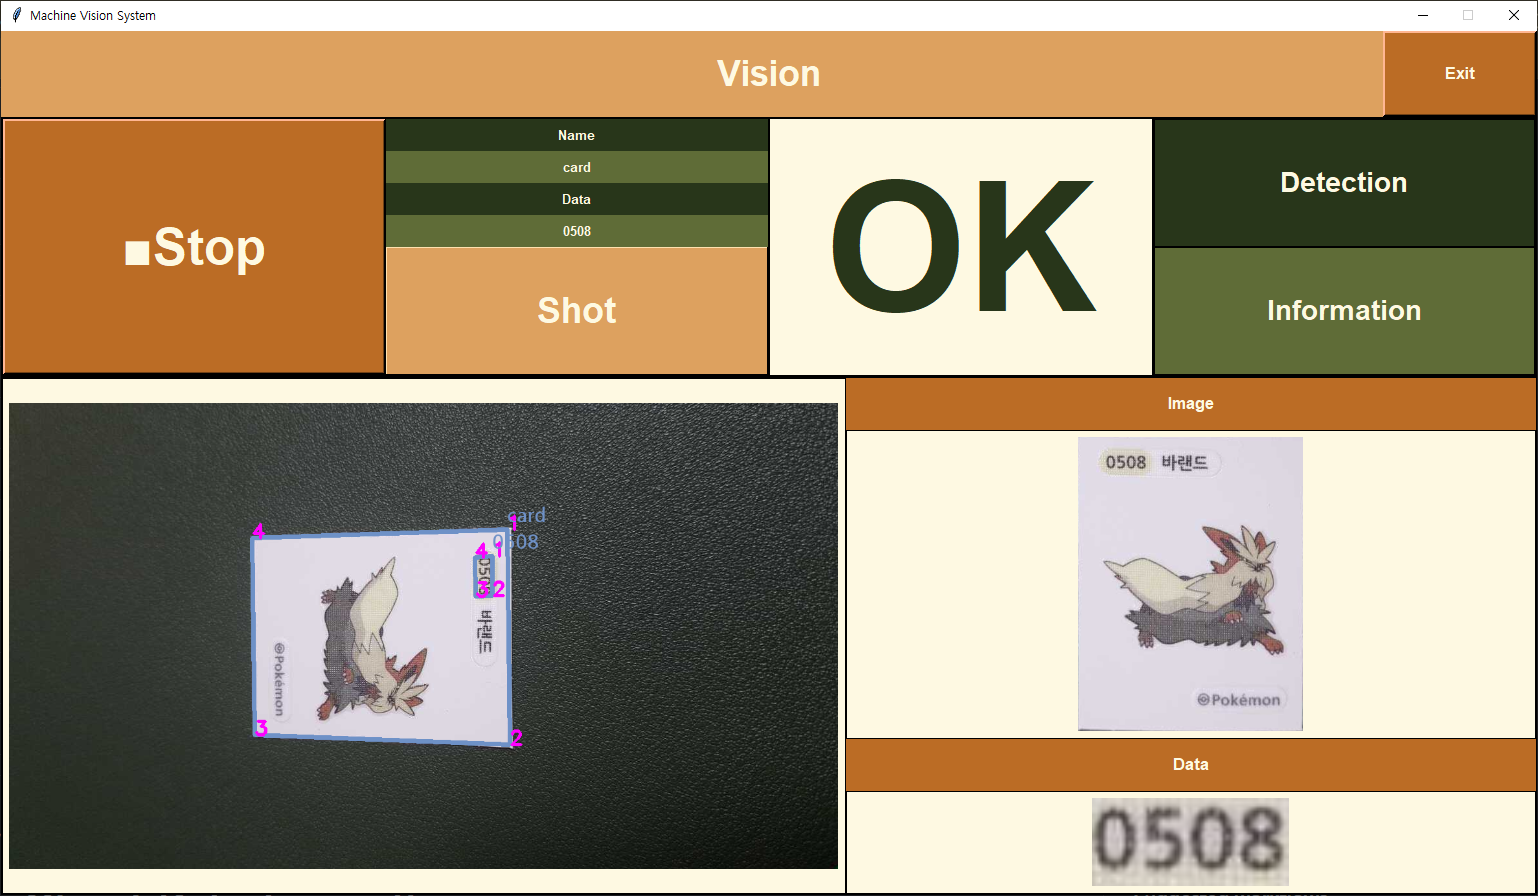 Machine Vision System
Vision
Exit
■Stop
Name
card
Data
0508
Shot
OK
Detection
Information
card
0508
4
1
4 1
0508
3 2
바랜드
Pokémon
3
2
Image
0508 바랜드
Pokémon
Data
0508